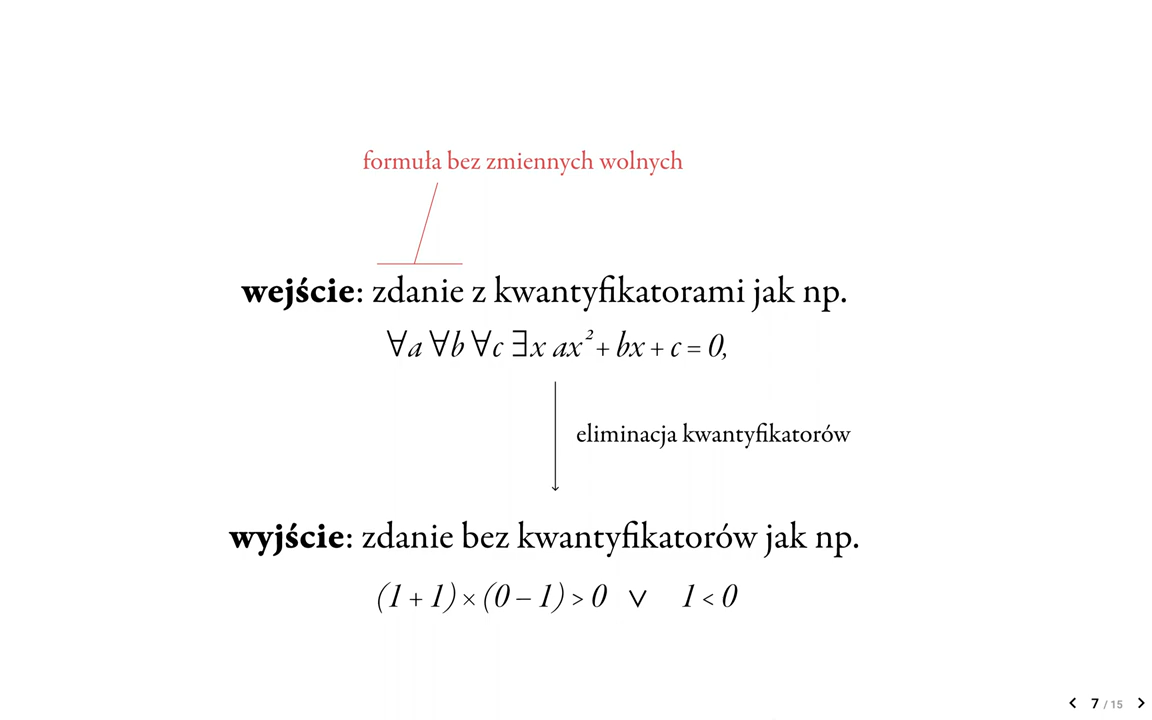 formuła bez zmiennych wolnych
wejście: zdanie z kwantyfikatorami jak np.
∀a ∀b ∀c ∃x ax² + bx + c = 0,
eliminacja kwantyfikatorów
wyjście: zdanie bez kwantyfikatorów jak np.
(1 + 1) × (0 – 1) > 0 ∨ 1 < 0
7 / 15